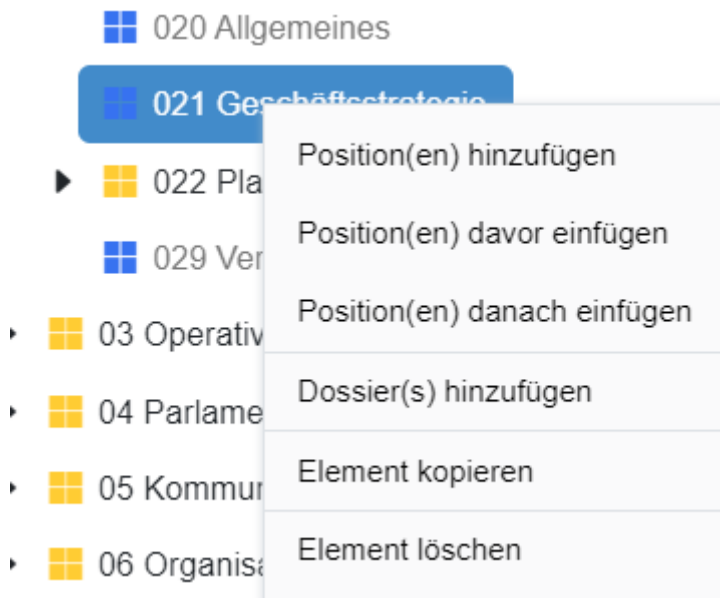 020 Allgemeines
021 Geschäftsstrategie
022 Pla
029 Ver
03 Operativ
04 Parlame
05 Kommun
06 Organisa
Position(en) hinzufügen
Position(en) davor einfügen
Position(en) danach einfügen
Dossier(s) hinzufügen
Element kopieren
Element löschen